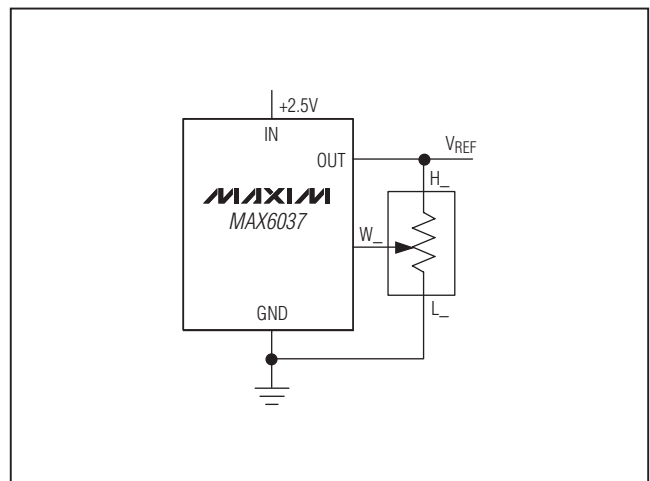 +2.5V
IN
OUT
VREF
H_
MAXIM
MAX6037
W_
L_
GND